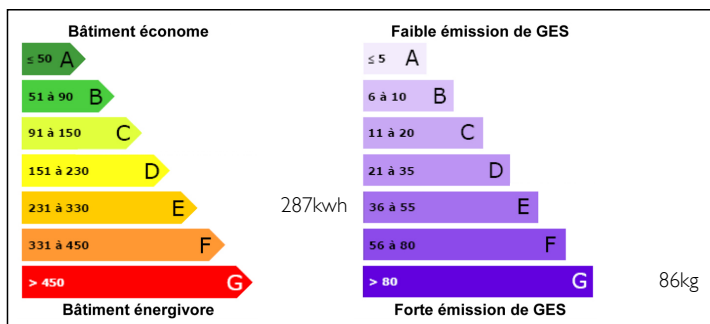 Bâtiment économe
≤ 50 A
51 à 90 B
91 à 150 C
151 à 230 D
231 à 330 E
287kwh
331 à 450 F
> 450 G
Bâtiment énergivore
Faible émission de GES
≤ 5 A
6 à 10 B
11 à 20 C
21 à 35 D
36 à 55 E
56 à 80 F
> 80 G
86kg
Forte émission de GES